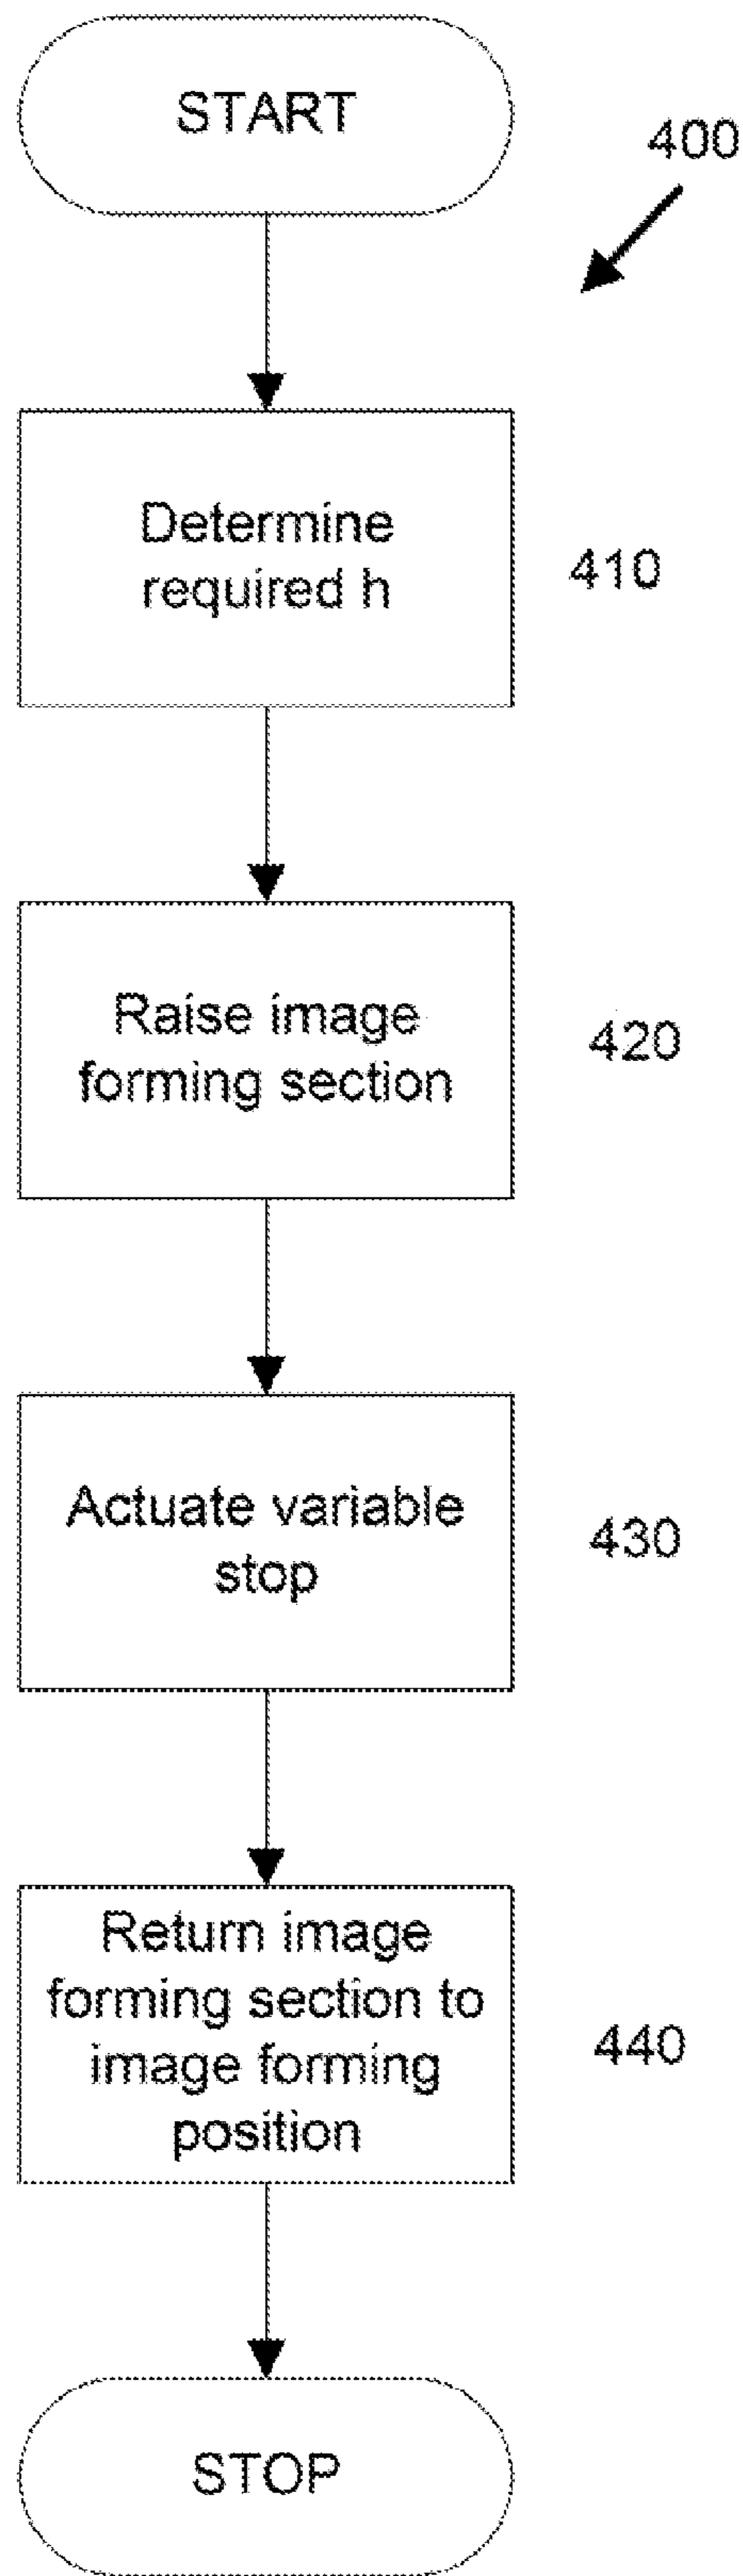 START
400
Determine
required h
410
Raise image
forming section
420
Actuate variable
stop
430
Return image
forming section to
image forming
position
440
STOP